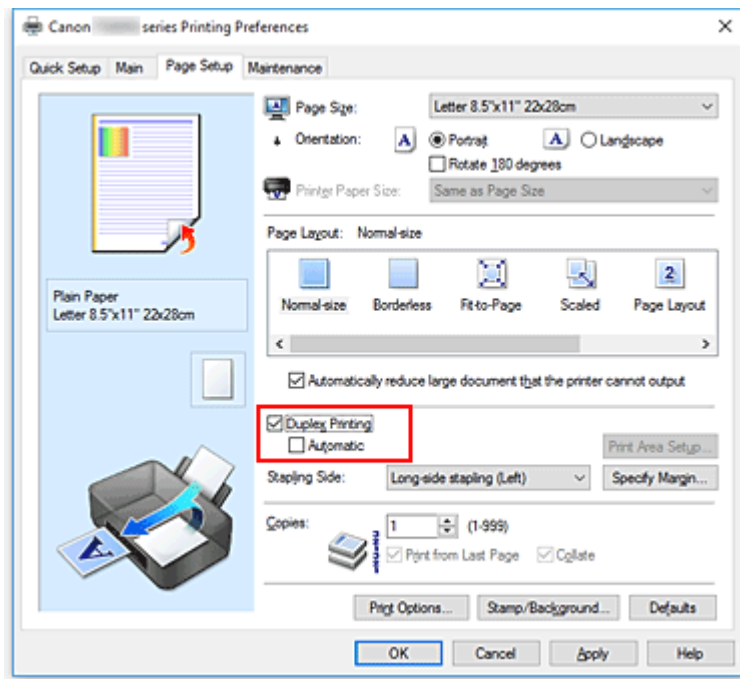 Canon series Printing Preferences
Quick Setup Main Page Setup Maintenance
Page Size: Letter 8.5"x11" 22x28cm
Orientation: A Portrait A Landscape
Rotate 180 degrees
Printer Paper Size: Same as Page Size
Page Layout: Normal-size
Normal-size Borderless Fit-to-Page Scaled Page Layout
Plain Paper
Letter 8.5"x11" 22x28cm
Automatically reduce large document that the printer cannot output
Duplex Printing
Automatic
Print Area Setup...
Stapling Side: Long-side stapling (Left) Specify Margin...
Copies: 1 (1-999)
Print from Last Page Collate
Print Options... Stamp/Background... Defaults
OK Cancel Apply Help